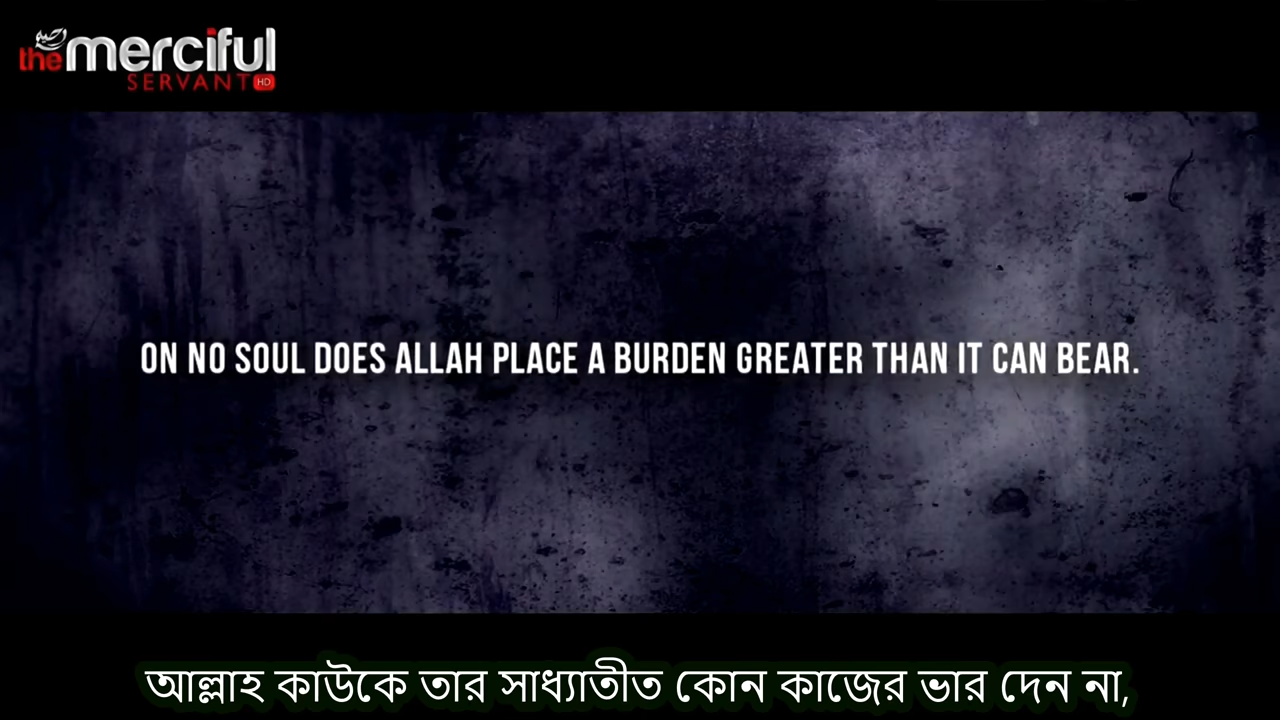 the merciful
SERVANT HD
ON NO SOUL DOES ALLAH PLACE A BURDEN GREATER THAN IT CAN BEAR.
আল্লাহ কাউকে তার সাধ্যাতীত কোন কাজের ভার দেন না,